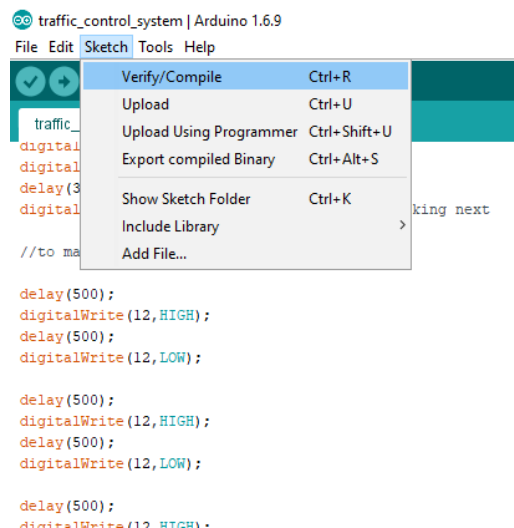 traffic_control_system | Arduino 1.6.9
File Edit Sketch Tools Help
Verify/Compile Ctrl+R
Upload Ctrl+U
Upload Using Programmer Ctrl+Shift+U
Export compiled Binary Ctrl+Alt+S
Show Sketch Folder Ctrl+K
Include Library
Add File...
traffic_
digital
digital
delay(3
digital king next
//to ma
delay(500);
digitalWrite(12,HIGH);
delay(500);
digitalWrite(12,LOW);
delay(500);
digitalWrite(12,HIGH);
delay(500);
digitalWrite(12,LOW);
delay(500);
digitalWrite(12,HIGH);